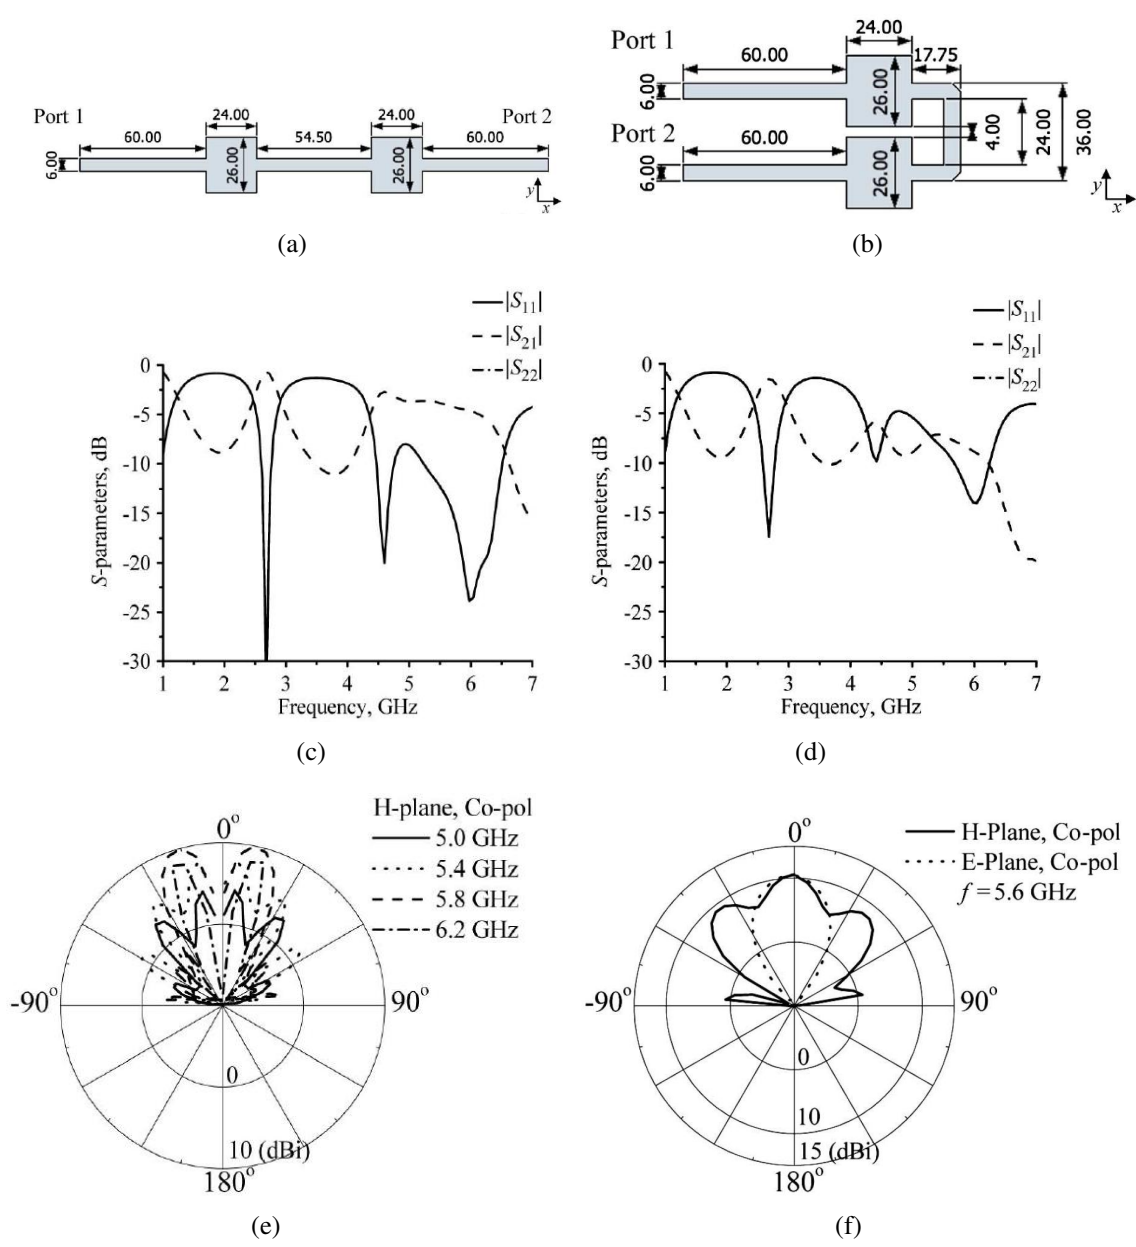 Port 1
Port 2
24.00
24.00
60.00
54.50
60.00
6.00
26.00
26.00
y
x
(a)
Port 1
24.00
60.00
17.75
6.00
26.00
Port 2
60.00
4.00
24.00
36.00
6.00
26.00
y
x
(b)
|S11|
|S21|
|S22|
S-parameters, dB
0
-5
-10
-15
-20
-25
-30
1 2 3 4 5 6 7
Frequency, GHz
(c)
|S11|
|S21|
|S22|
S-parameters, dB
0
-5
-10
-15
-20
-25
-30
1 2 3 4 5 6 7
Frequency, GHz
(d)
H-plane, Co-pol
5.0 GHz
5.4 GHz
5.8 GHz
6.2 GHz
0°
-90° 90°
0
10 (dBi)
180°
(e)
H-Plane, Co-pol
E-Plane, Co-pol
f = 5.6 GHz
0°
-90° 90°
0
10
15 (dBi)
180°
(f)